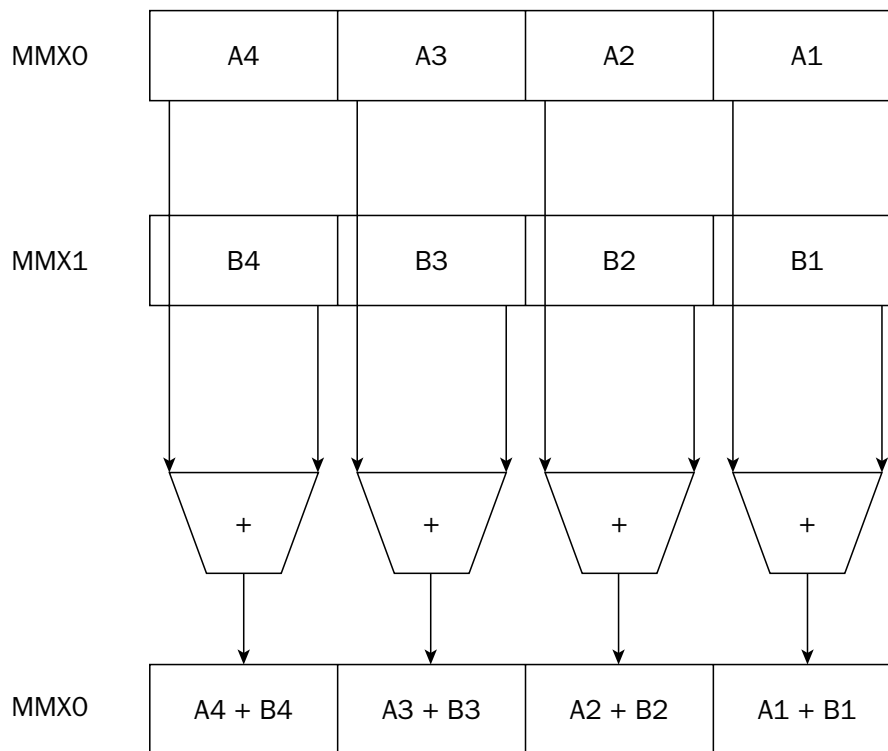 MMX0 A4 A3 A2 A1
MMX1 B4 B3 B2 B1
+ + + +
MMX0 A4 + B4 A3 + B3 A2 + B2 A1 + B1